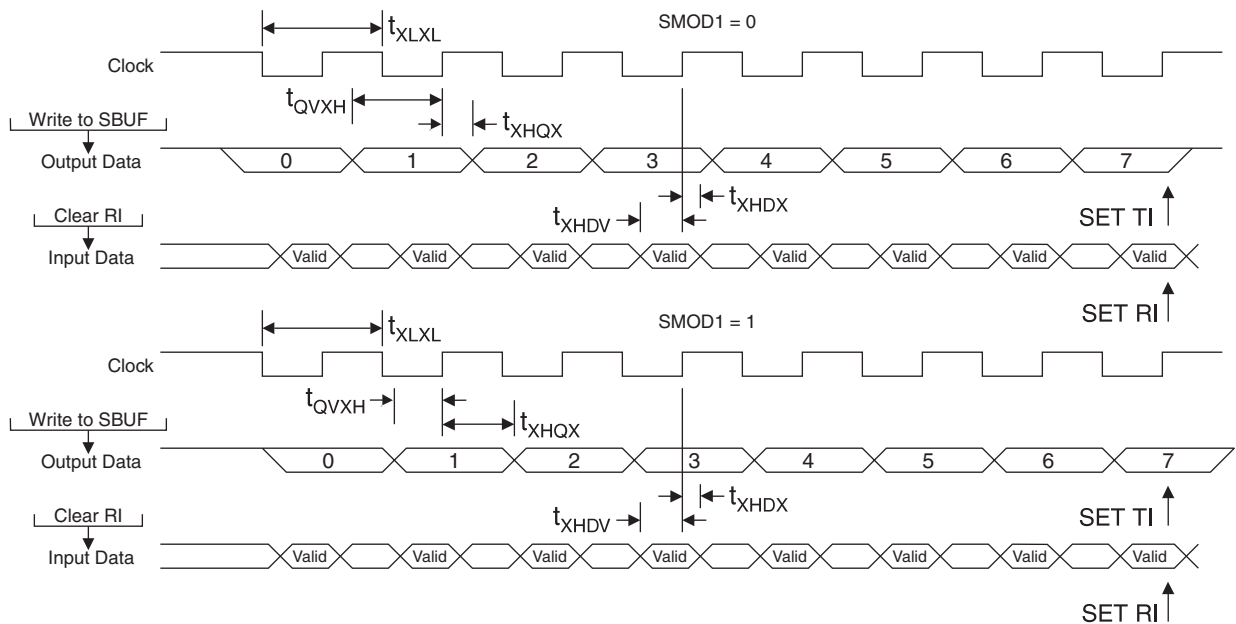 SMOD1 = 0
tXLXL
Clock
tQVXH
tXHQX
Write to SBUF
Output Data
0 1 2 3 4 5 6 7
tXHDX
tXHDV
SET TI
Clear RI
Input Data
Valid Valid Valid Valid Valid Valid Valid Valid
SET RI
SMOD1 = 1
tXLXL
Clock
tQVXH
tXHQX
Write to SBUF
Output Data
0 1 2 3 4 5 6 7
tXHDX
tXHDV
SET TI
Clear RI
Input Data
Valid Valid Valid Valid Valid Valid Valid Valid
SET RI